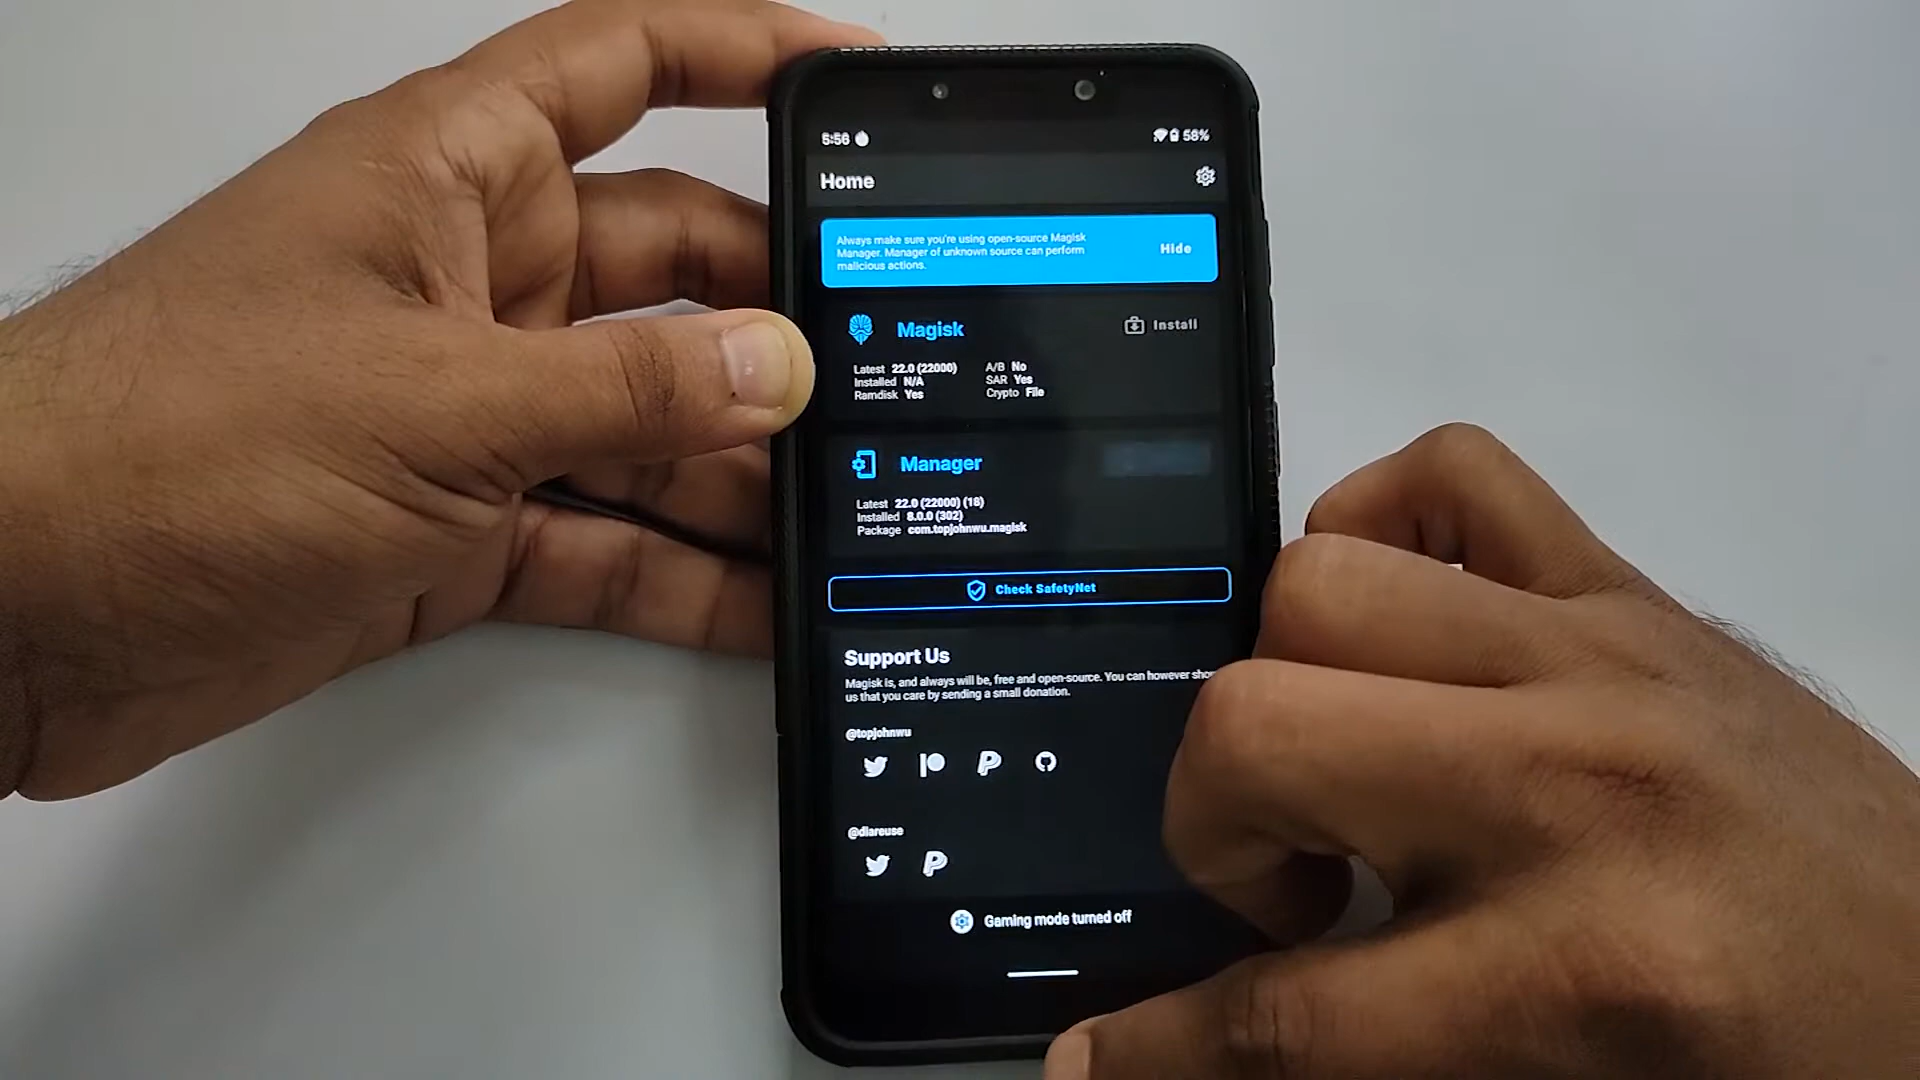 5:56
58%
Home
Always make sure you're using open-source Magisk
Manager. Manager of unknown source can perform
malicious actions.
Hide
Magisk
Install
Latest 22.0 (22000)
A/B No
Installed N/A
SAR Yes
Ramdisk Yes
Crypto File
Manager
Latest 22.0 (22000) (18)
Installed 8.0.0 (302)
Package com.topjohnwu.magisk
Check SafetyNet
Support Us
Magisk is, and always will be, free and open-source. You can however sho
us that you care by sending a small donation.
@topjohnwu
@diareuse
Gaming mode turned off